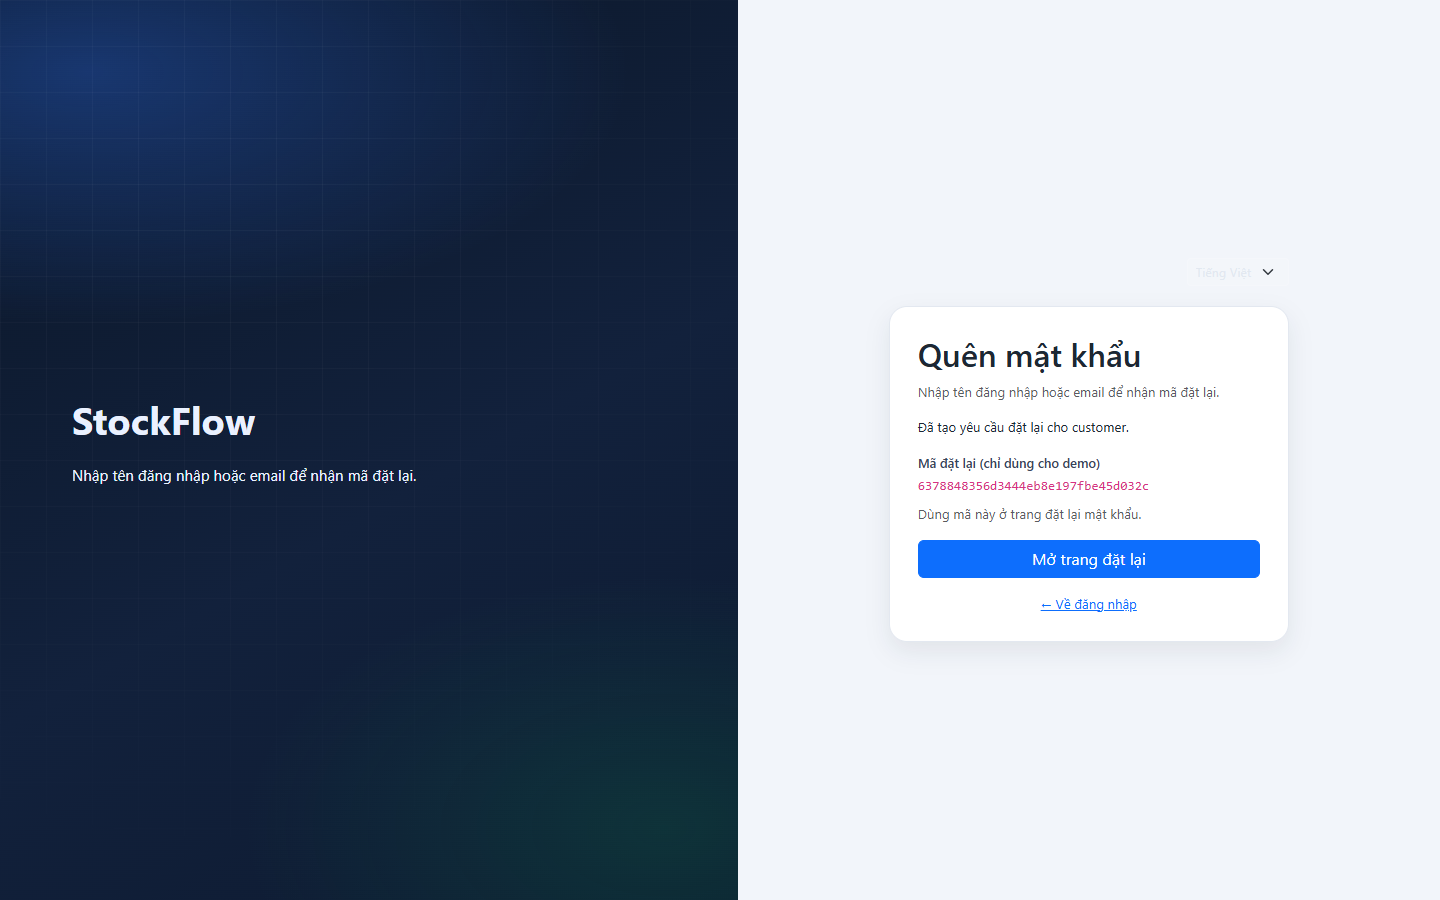 StockFlow
Nhập tên đăng nhập hoặc email để nhận mã đặt lại.
Tiếng Việt
Quên mật khẩu
Nhập tên đăng nhập hoặc email để nhận mã đặt lại.
Đã tạo yêu cầu đặt lại cho customer.
Mã đặt lại (chỉ dùng cho demo)
6378848356d3444eb8e197fbe45d032c
Dùng mã này ở trang đặt lại mật khẩu.
Mở trang đặt lại
← Về đăng nhập